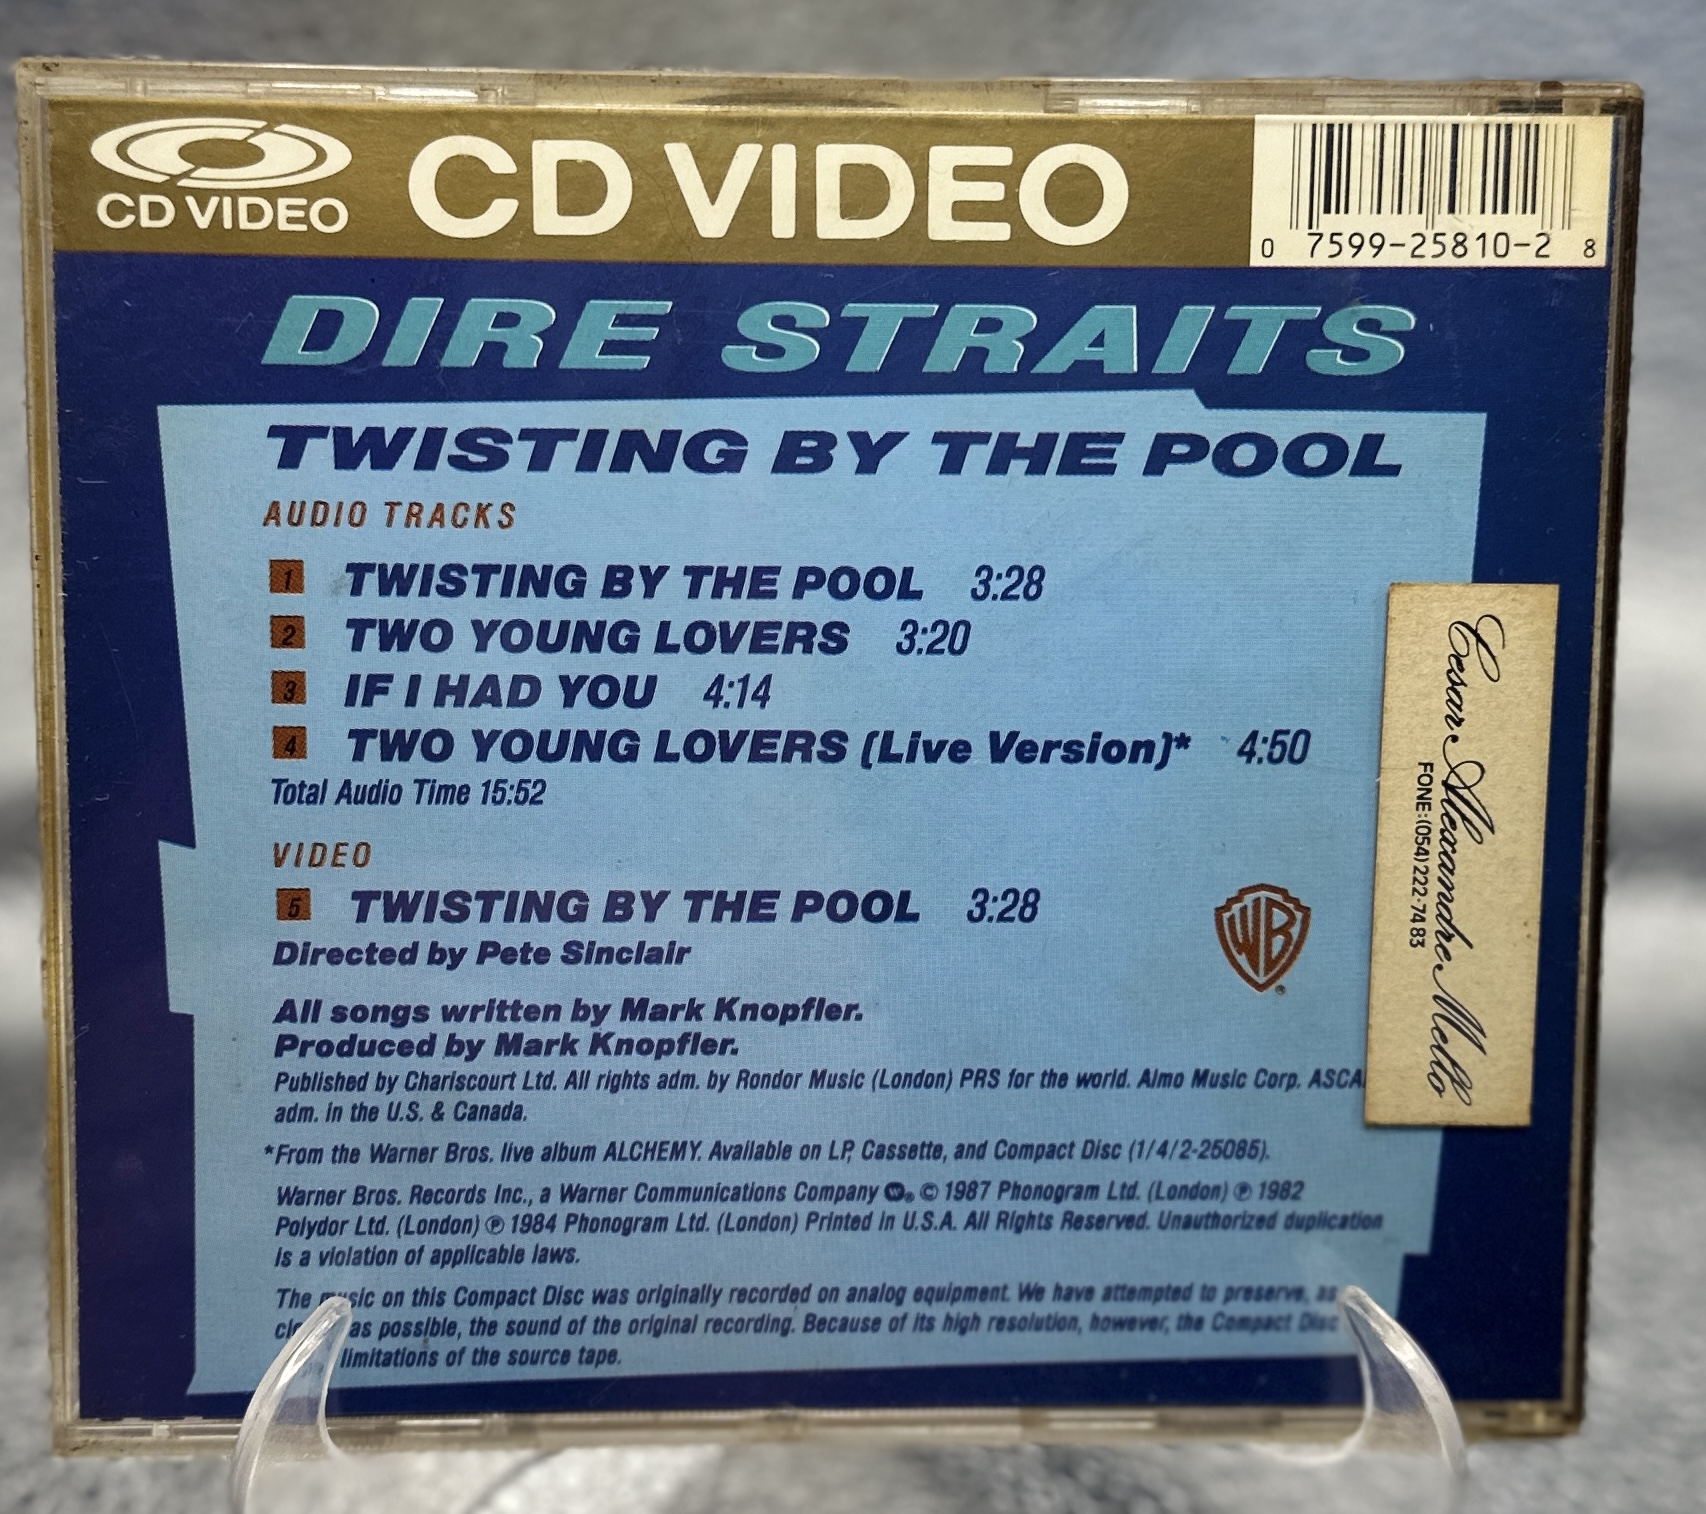 CD VIDEO
CD VIDEO
0 7599-25810-2 8
DIRE STRAITS
TWISTING BY THE POOL
AUDIO TRACKS
1 TWISTING BY THE POOL 3:28
2 TWO YOUNG LOVERS 3:20
3 IF I HAD YOU 4:14
4 TWO YOUNG LOVERS (Live Version)* 4:50
Total Audio Time 15:52
VIDEO
5 TWISTING BY THE POOL 3:28
Directed by Pete Sinclair
WB
All songs written by Mark Knopfler.
Produced by Mark Knopfler.
Published by Chariscourt Ltd. All rights adm. by Rondor Music (London) PRS for the world. Almo Music Corp. ASCA
adm. in the U.S. & Canada.
*From the Warner Bros. live album ALCHEMY. Available on LP, Cassette, and Compact Disc (1/4/2-25085).
Warner Bros. Records Inc., a Warner Communications Company ® © 1987 Phonogram Ltd. (London) ℗ 1982
Polydor Ltd. (London) ℗ 1984 Phonogram Ltd. (London) Printed in U.S.A. All Rights Reserved. Unauthorized duplication
is a violation of applicable laws.
The music on this Compact Disc was originally recorded on analog equipment. We have attempted to preserve, as
as possible, the sound of the original recording. Because of its high resolution, however, the Compact Disc
limitations of the source tape.
Cesar Alexandre Mello
FONE:(054)222-7483